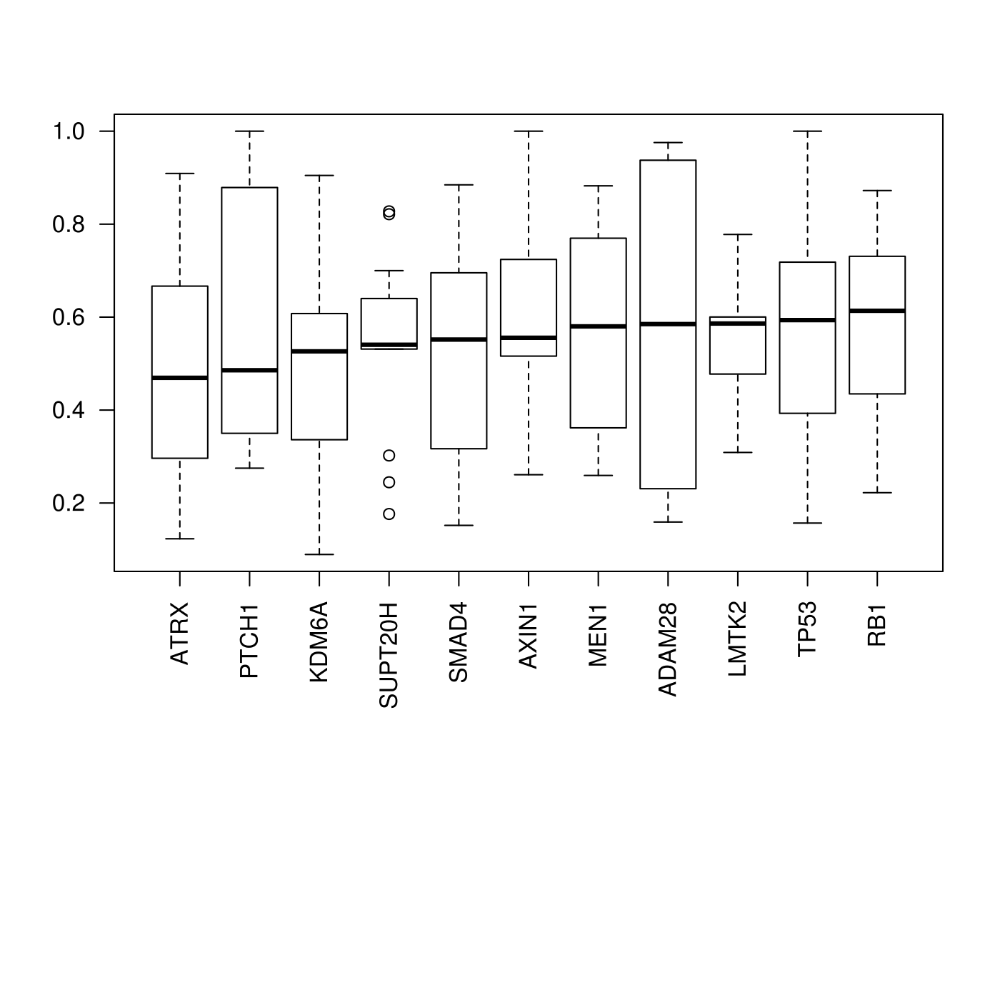 1.0
0.8
0.6
0.4
0.2
ATRX
PTCH1
KDM6A
SUPT20H
SMAD4
AXIN1
MEN1
ADAM28
LMTK2
TP53
RB1